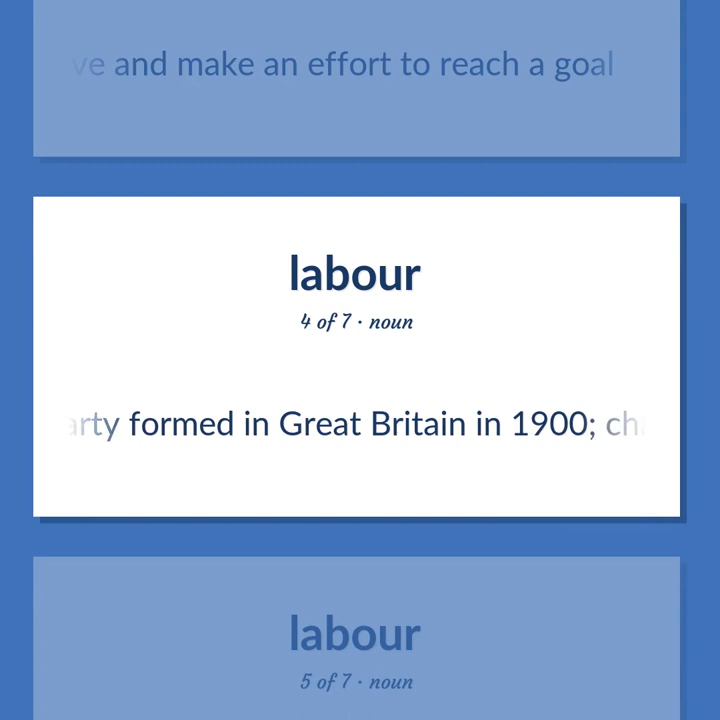 and make an effort to reach a goal
labour
4 of 7 · noun
formed in Great Britain in 1900;
labour
5 of 7 · noun